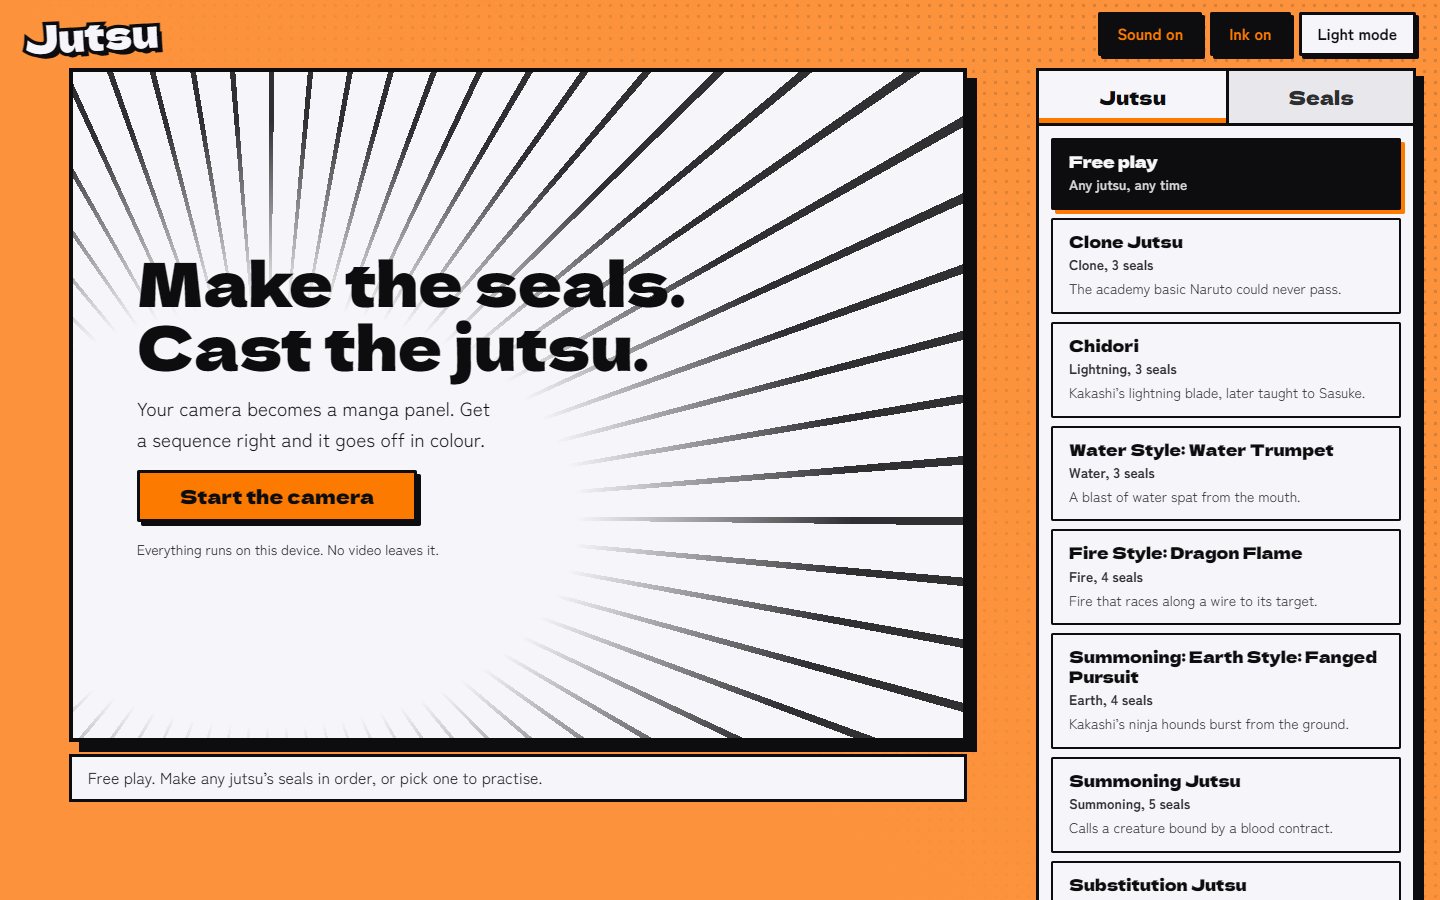 Jutsu
Sound on
Ink on
Light mode
Make the seals.
Cast the jutsu.
Your camera becomes a manga panel. Get
a sequence right and it goes off in colour.
Start the camera
Everything runs on this device. No video leaves it.
Free play. Make any jutsu’s seals in order, or pick one to practise.
Jutsu
Seals
Free play
Any jutsu, any time
Clone Jutsu
Clone, 3 seals
The academy basic Naruto could never pass.
Chidori
Lightning, 3 seals
Kakashi’s lightning blade, later taught to Sasuke.
Water Style: Water Trumpet
Water, 3 seals
A blast of water spat from the mouth.
Fire Style: Dragon Flame
Fire, 4 seals
Fire that races along a wire to its target.
Summoning: Earth Style: Fanged
Pursuit
Earth, 4 seals
Kakashi’s ninja hounds burst from the ground.
Summoning Jutsu
Summoning, 5 seals
Calls a creature bound by a blood contract.
Substitution Jutsu